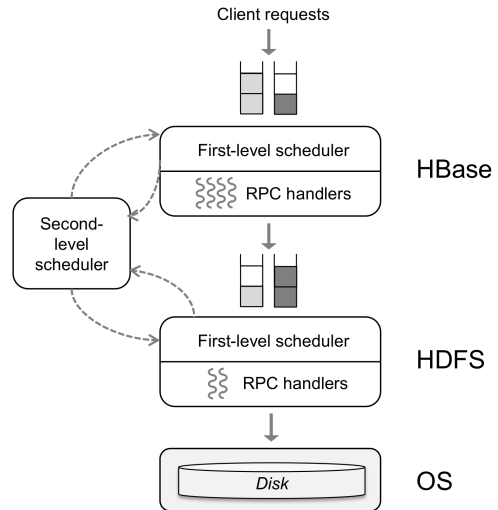 Client requests
First-level scheduler
HBase
RPC handlers
Second-
level
scheduler
First-level scheduler
HDFS
RPC handlers
Disk
OS